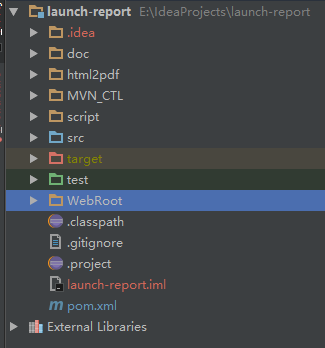 launch-report E:\IdeaProjects\launch-report
.idea
doc
html2pdf
MVN_CTL
script
src
target
test
WebRoot
.classpath
.gitignore
.project
launch-report.iml
pom.xml
External Libraries